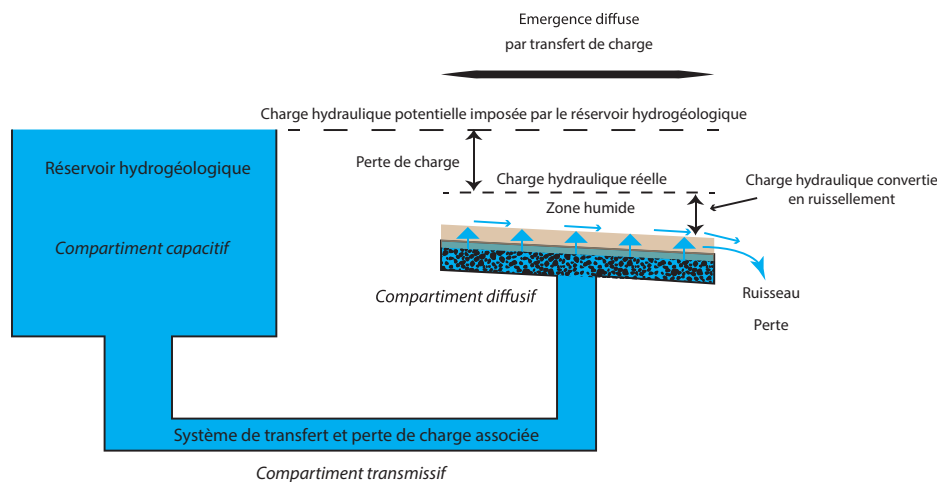 Emergence diffuse
par transfert de charge
Charge hydraulique potentielle imposée par le réservoir hydrogéologique
Réservoir hydrogéologique
Perte de charge
Charge hydraulique réelle
Charge hydraulique convertie
en ruissellement
Zone humide
Compartiment capacitif
Compartiment diffusif
Ruisseau
Perte
Système de transfert et perte de charge associée
Compartiment transmissif